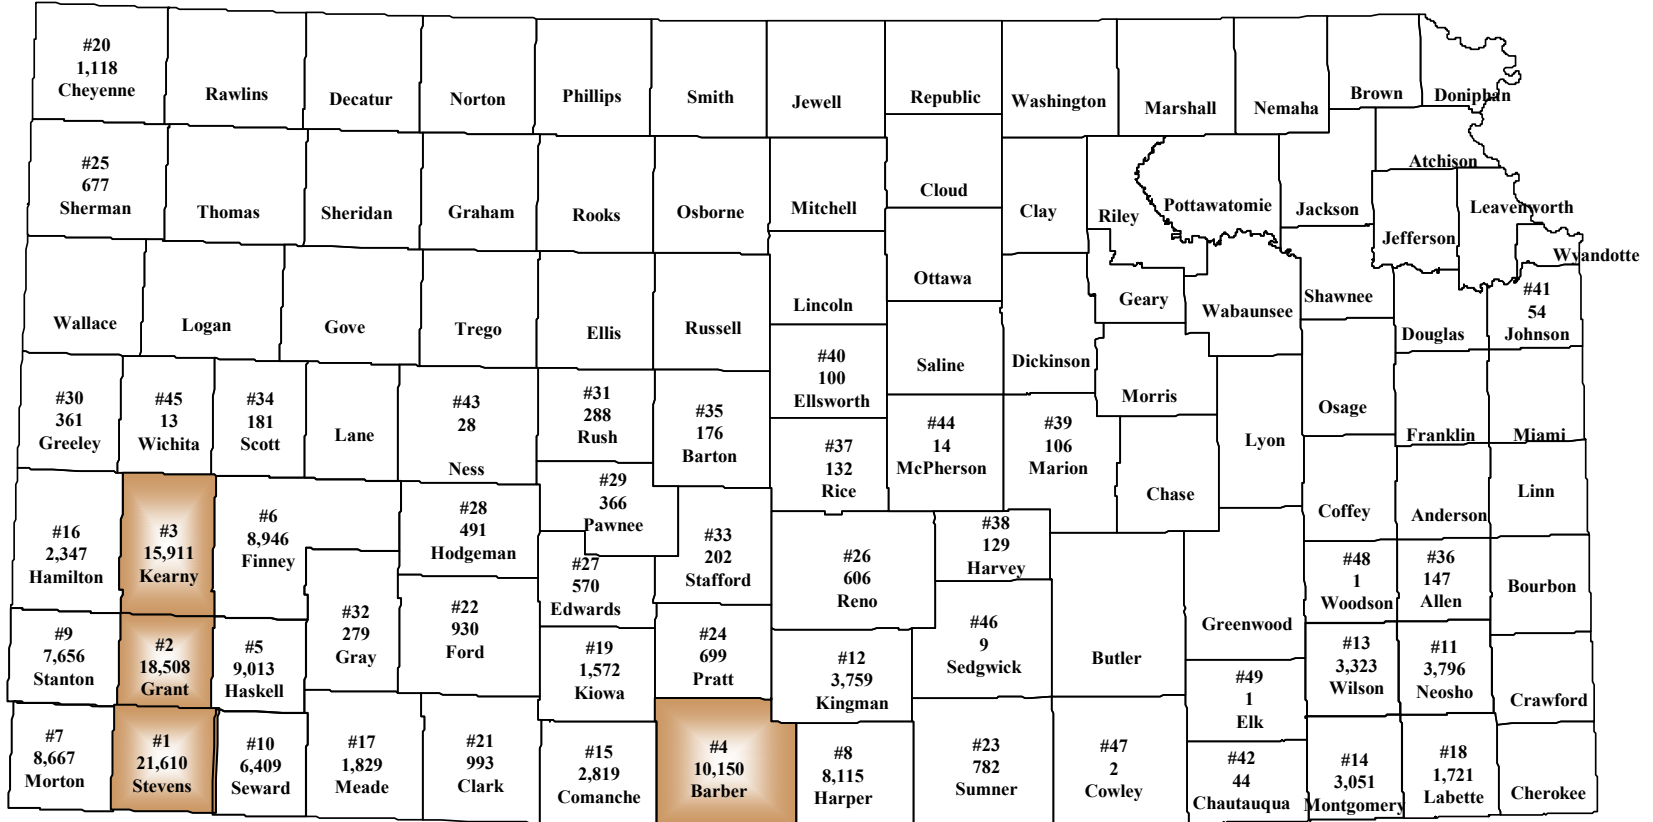 #20
1,118
Cheyenne
Rawlins
Decatur
Norton
Phillips
Smith
Jewell
Republic
Washington
Marshall
Nemaha
Brown
Doniphan
#25
677
Sherman
Thomas
Sheridan
Graham
Rooks
Osborne
Mitchell
Cloud
Clay
Riley
Pottawatomie
Jackson
Atchison
Jefferson
Leavenworth
Wyandotte
Wallace
Logan
Gove
Trego
Ellis
Russell
Lincoln
Ottawa
Saline
Dickinson
Geary
Wabaunsee
Shawnee
Douglas
#41
54
Johnson
#30
361
Greeley
#45
13
Wichita
#34
181
Scott
Lane
#43
28
Ness
#31
288
Rush
#35
176
Barton
#40
100
Ellsworth
#37
132
Rice
#44
14
McPherson
#39
106
Marion
Morris
Chase
Lyon
Osage
Franklin
Miami
Coffey
Anderson
Linn
#16
2,347
Hamilton
#3
15,911
Kearny
#6
8,946
Finney
#28
491
Hodgeman
#29
366
Pawnee
#27
570
Edwards
#33
202
Stafford
#26
606
Reno
#38
129
Harvey
#46
9
Sedgwick
Butler
Greenwood
#48
1
Woodson
#36
147
Allen
Bourbon
#9
7,656
Stanton
#2
18,508
Grant
#5
9,013
Haskell
#32
279
Gray
#22
930
Ford
#19
1,572
Kiowa
#24
699
Pratt
#12
3,759
Kingman
#49
1
Elk
#13
3,323
Wilson
#11
3,796
Neosho
Crawford
#7
8,667
Morton
#1
21,610
Stevens
#10
6,409
Seward
#17
1,829
Meade
#21
993
Clark
#15
2,819
Comanche
#4
10,150
Barber
#8
8,115
Harper
#23
782
Sumner
#47
2
Cowley
#42
44
Chautauqua
#14
3,051
Montgomery
#18
1,721
Labette
Cherokee